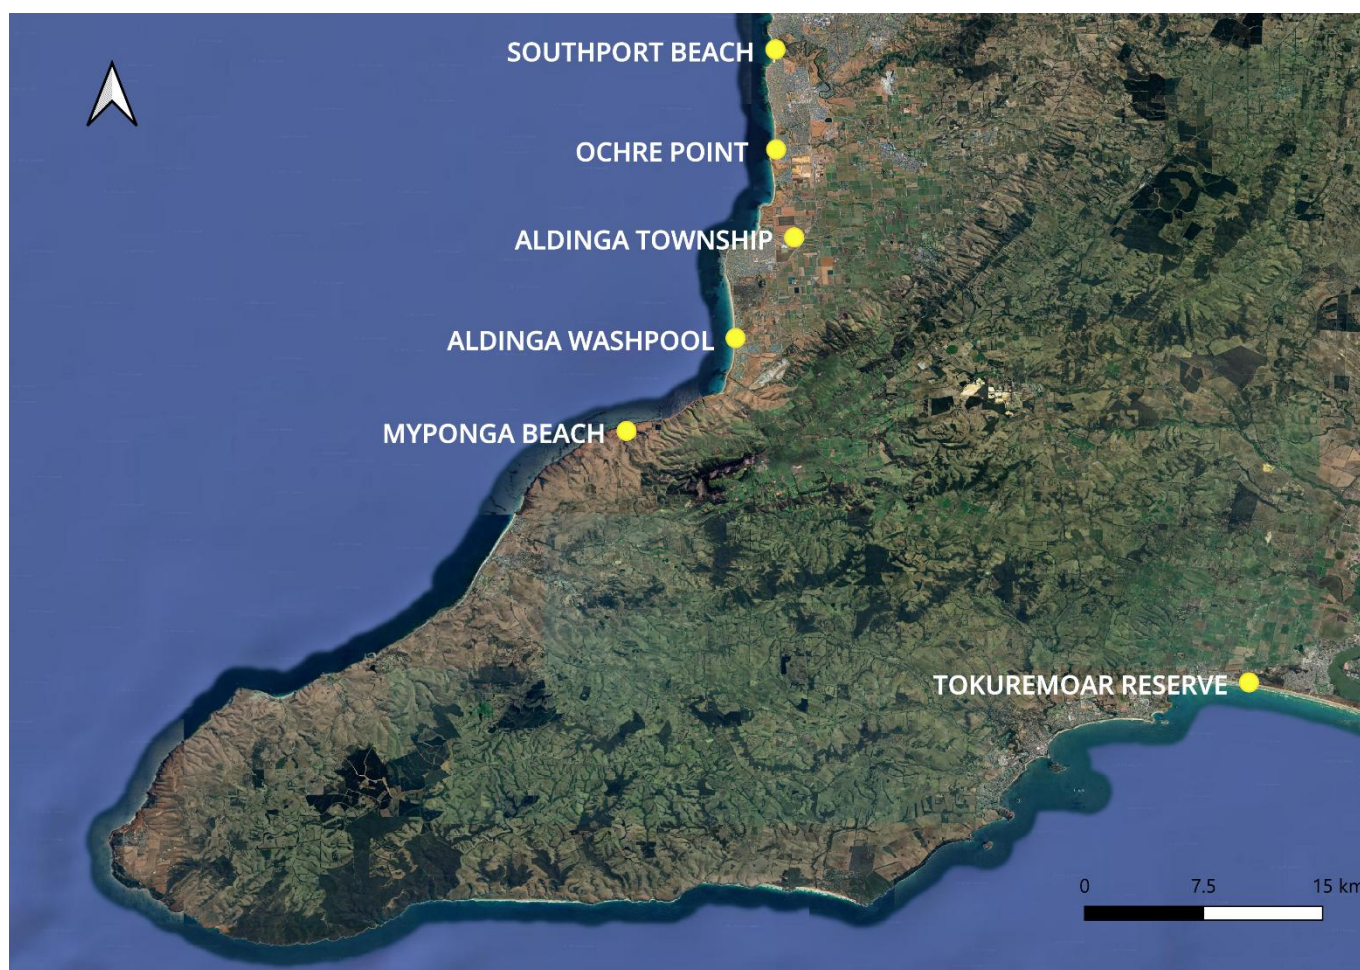 SOUTHPORT BEACH
OCHRE POINT
ALDINGA TOWNSHIP
ALDINGA WASHPOOL
MYPONGA BEACH
TOKUREMOAR RESERVE
0 7.5 15 km